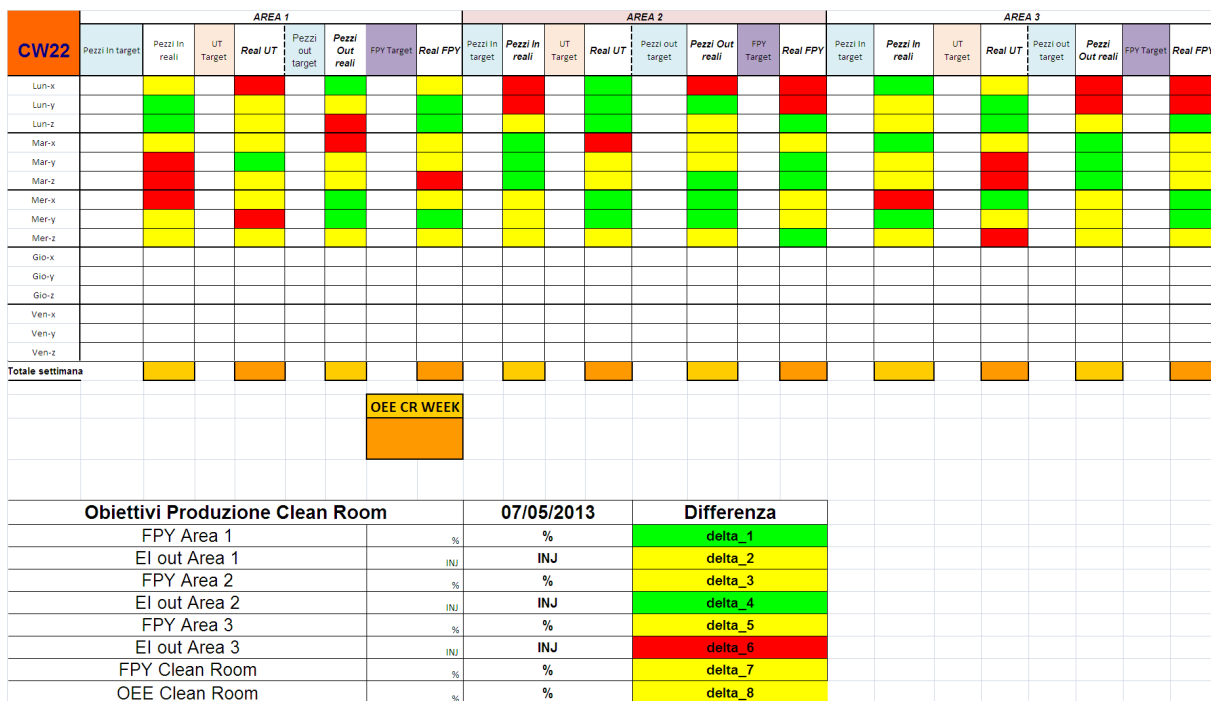 AREA 1 AREA 2 AREA 3
CW22 Pezzi In target Pezzi In reali UT Target Real UT Pezzi out target Pezzi Out reali FPY Target Real FPY Pezzi In target Pezzi In reali UT Target Real UT Pezzi out target Pezzi Out reali FPY Target Real FPY Pezzi In target Pezzi In reali UT Target Real UT Pezzi out target Pezzi Out reali FPY Target Real FPY
Lun-x
Lun-y
Lun-z
Mar-x
Mar-y
Mar-z
Mer-x
Mer-y
Mer-z
Gio-x
Gio-y
Gio-z
Ven-x
Ven-y
Ven-z
Totale settimana
OEE CR WEEK
Obiettivi Produzione Clean Room 07/05/2013 Differenza
FPY Area 1 % % delta_1
EI out Area 1 INJ INJ delta_2
FPY Area 2 % % delta_3
EI out Area 2 INJ INJ delta_4
FPY Area 3 % % delta_5
EI out Area 3 INJ INJ delta_6
FPY Clean Room % % delta_7
OEE Clean Room % % delta_8